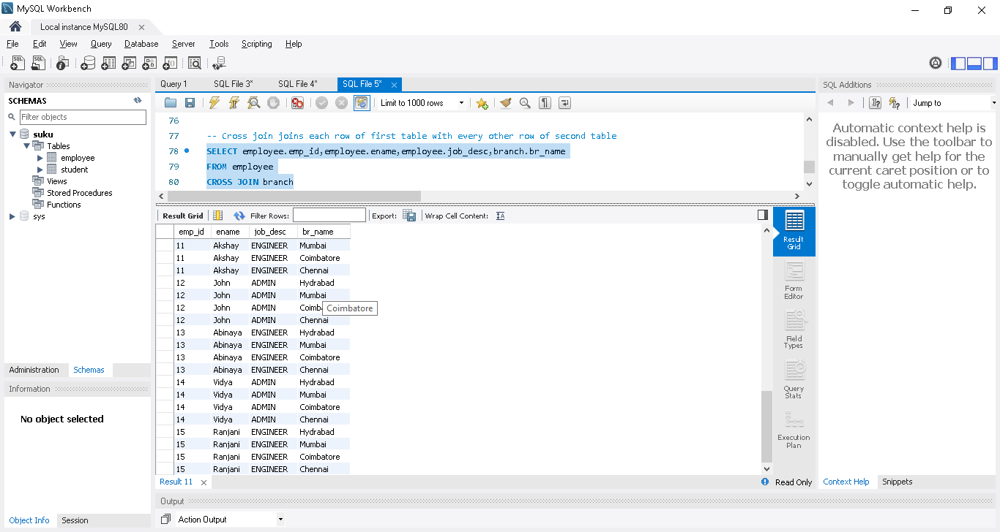 MySQL Workbench
Local instance MySQL80
File Edit View Query Database Server Tools Scripting Help
Navigator
SCHEMAS
Filter objects
suku
Tables
employee
student
Views
Stored Procedures
Functions
sys
Administration Schemas
Information
No object selected
Object Info Session
Query 1 SQL File 3* SQL File 4* SQL File 5*
Limit to 1000 rows
76
77 -- Cross join joins each row of first table with every other row of second table
78 SELECT employee.emp_id,employee.ename,employee.job_desc,branch.br_name
79 FROM employee
80 CROSS JOIN branch
Result Grid Filter Rows: Export: Wrap Cell Content:
emp_id ename job_desc br_name
11 Akshay ENGINEER Mumbai
11 Akshay ENGINEER Coimbatore
11 Akshay ENGINEER Chennai
12 John ADMIN Hydrabad
12 John ADMIN Mumbai
12 John ADMIN Coimba
Coimbatore
12 John ADMIN Chennai
13 Abinaya ENGINEER Hydrabad
13 Abinaya ENGINEER Mumbai
13 Abinaya ENGINEER Coimbatore
13 Abinaya ENGINEER Chennai
14 Vidya ADMIN Hydrabad
14 Vidya ADMIN Mumbai
14 Vidya ADMIN Coimbatore
14 Vidya ADMIN Chennai
15 Ranjani ENGINEER Hydrabad
15 Ranjani ENGINEER Mumbai
15 Ranjani ENGINEER Coimbatore
15 Ranjani ENGINEER Chennai
Result 11
Read Only
Result
Grid
Form
Editor
Field
Types
Query
Stats
Execution
Plan
Output
Action Output
SQL Additions
Jump to
Automatic context help is
disabled. Use the toolbar to
manually get help for the
current caret position or to
toggle automatic help.
Context Help Snippets